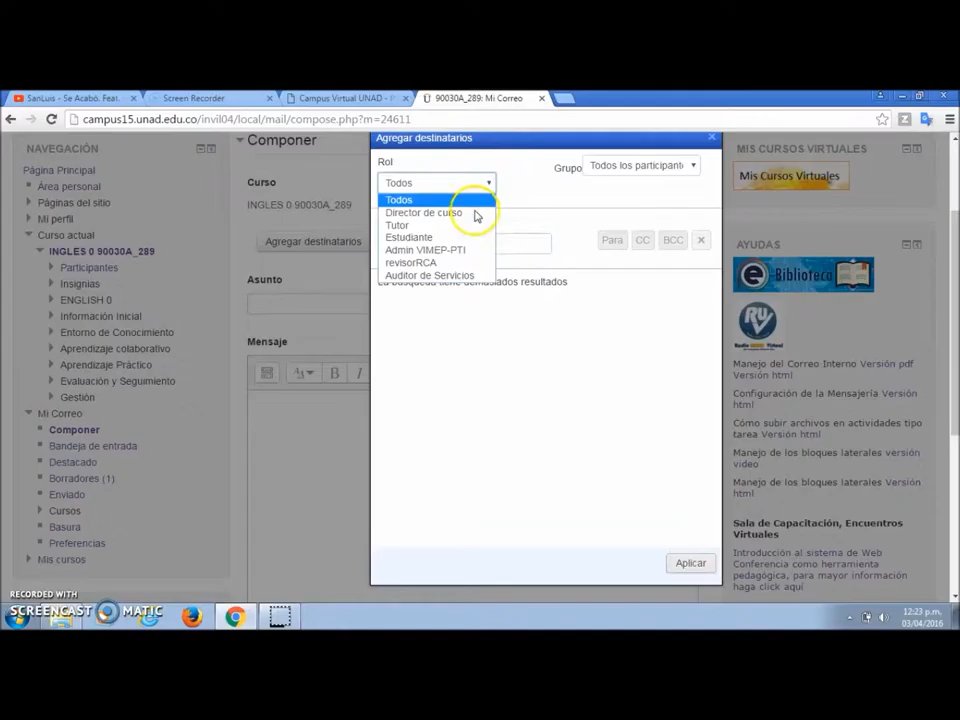 SanLuis - Se Acabó. Feat.
Screen Recorder
Campus Virtual UNAD - P
90030A_289: Mi Correo
campus15.unad.edu.co/invil04/local/mail/compose.php?m=24611
NAVEGACIÓN
Página Principal
Área personal
Páginas del sitio
Mi perfil
Curso actual
INGLES 0 90030A_289
Participantes
Insignias
ENGLISH 0
Información Inicial
Entorno de Conocimiento
Aprendizaje colaborativo
Aprendizaje Práctico
Evaluación y Seguimiento
Gestión
Mi Correo
Componer
Bandeja de entrada
Destacado
Borradores (1)
Enviado
Cursos
Basura
Preferencias
Mis cursos
Componer
Curso
INGLES 0 90030A_289
Agregar destinatarios
Asunto
Mensaje
B I
Agregar destinatarios
Rol
Todos
Grupo
Todos los participant
Todos
Director de curso
Tutor
Estudiante
Admin VIMEP-PTI
revisorRCA
Auditor de Servicios
Para CC BCC
La búsqueda tiene demasiados resultados
Aplicar
MIS CURSOS VIRTUALES
Mis Cursos Virtuales
AYUDAS
e-Biblioteca
RUV
Radio UNAD Virtual
Manejo del Correo Interno Versión pdf
Versión html
Configuración de la Mensajería Versión
html
Cómo subir archivos en actividades tipo
tarea Versión html
Manejo de los bloques laterales versión
video
Manejo de los bloques laterales Versión
html
Sala de Capacitación, Encuentros
Virtuales
Introducción al sistema de Web
Conferencia como herramienta
pedagógica, para mayor información
haga click aquí
RECORDED WITH
SCREENCAST MATIC
12:23 p.m.
03/04/2016